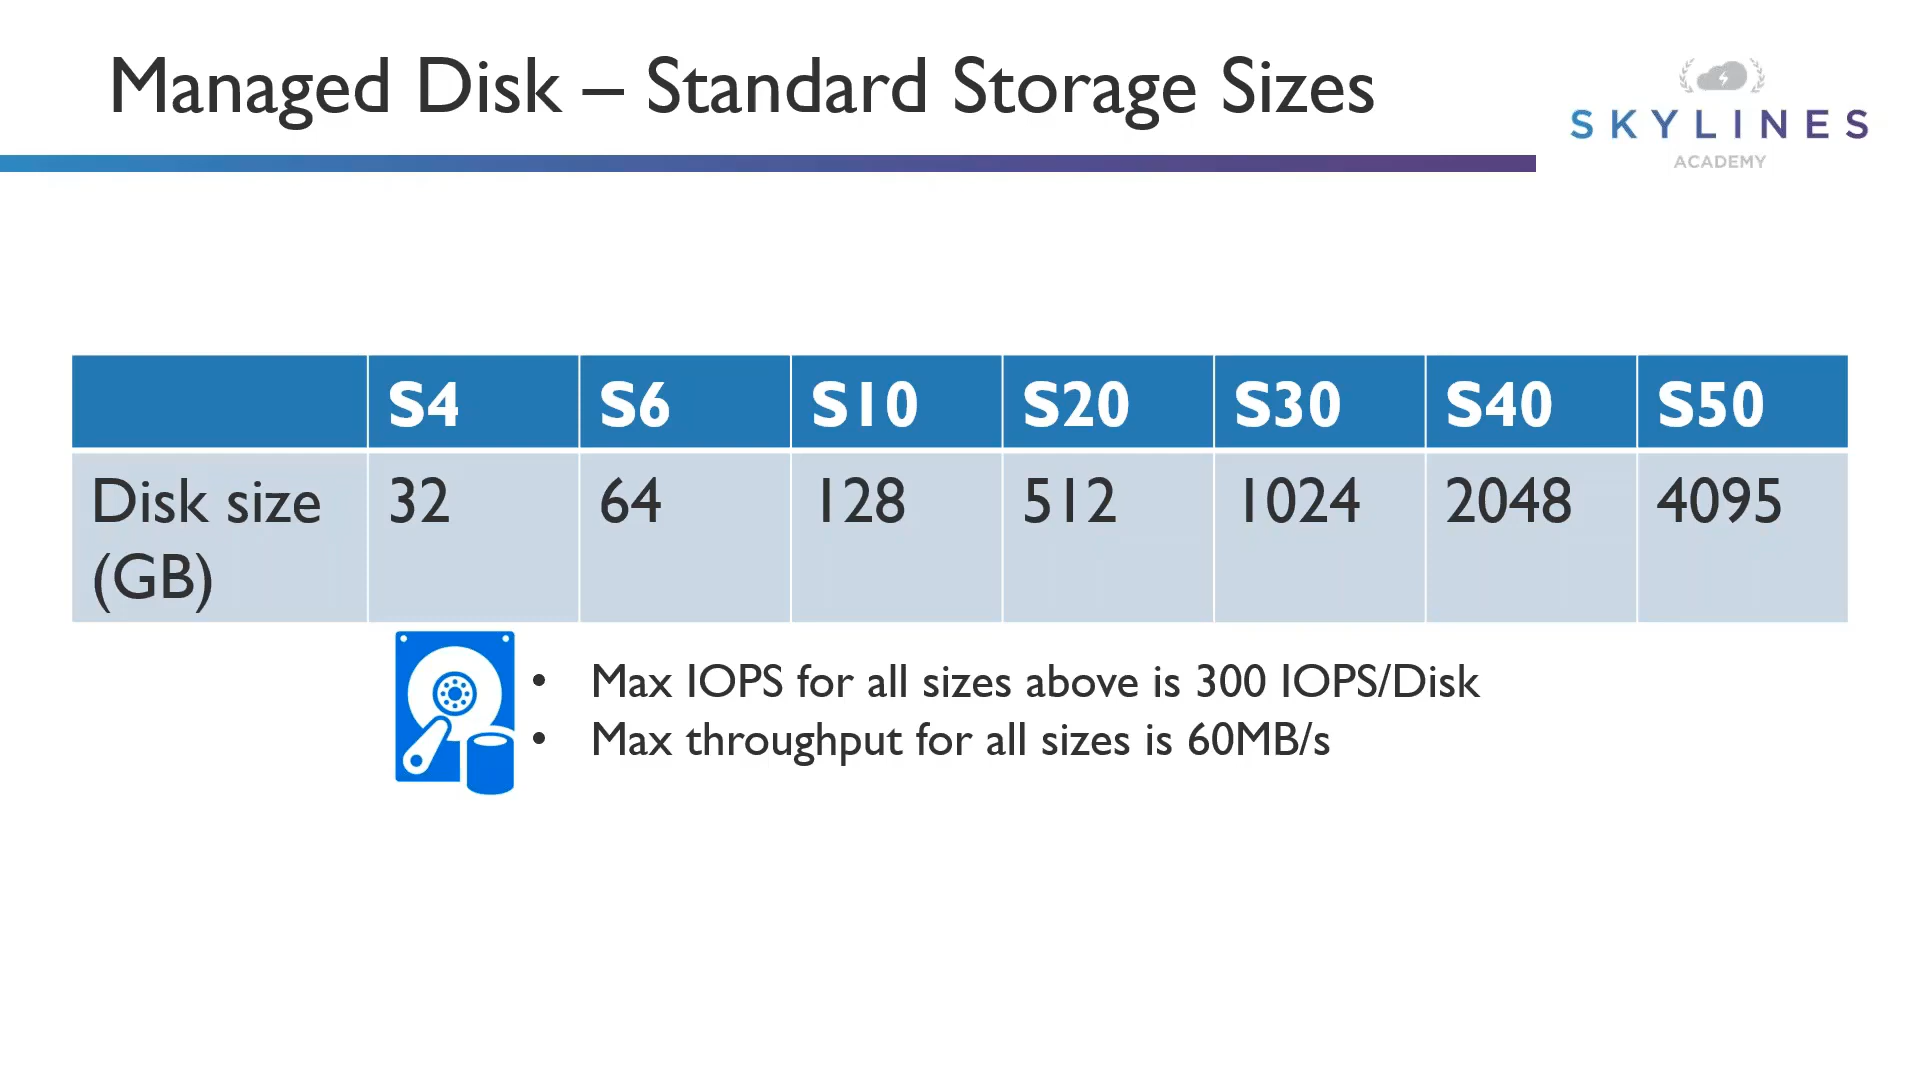 Managed Disk – Standard Storage Sizes
SKYLINES
ACADEMY
S4 S6 S10 S20 S30 S40 S50
Disk size 32 64 128 512 1024 2048 4095
(GB)
• Max IOPS for all sizes above is 300 IOPS/Disk
• Max throughput for all sizes is 60MB/s